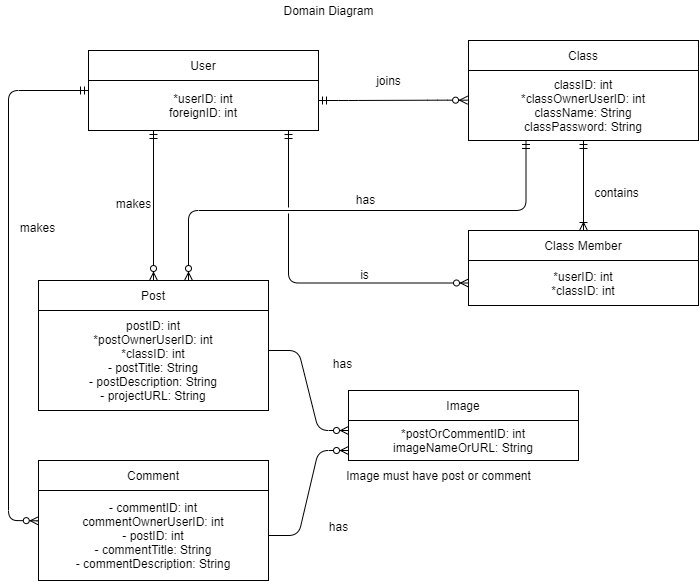 Domain Diagram
User
*userID: int
foreignID: int
joins
Class
classID: int
*classOwnerUserID: int
className: String
classPassword: String
makes
makes
has
contains
is
Class Member
*userID: int
*classID: int
Post
postID: int
*postOwnerUserID: int
*classID: int
- postTitle: String
- postDescription: String
- projectURL: String
has
Image
*postOrCommentID: int
imageNameOrURL: String
Image must have post or comment
Comment
- commentID: int
commentOwnerUserID: int
- postID: int
- commentTitle: String
- commentDescription: String
has